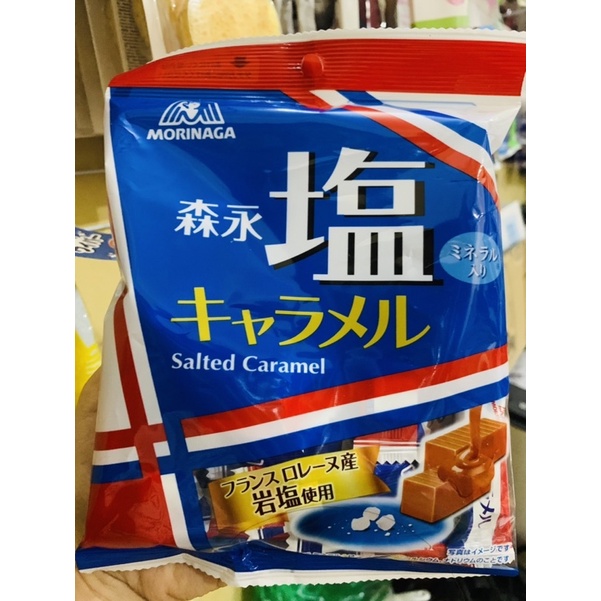 MORINAGA
森永 塩
ミネラル
入り
キャラメル
Salted Caramel
フランス ロレーヌ産
岩塩使用
写真はイメージです